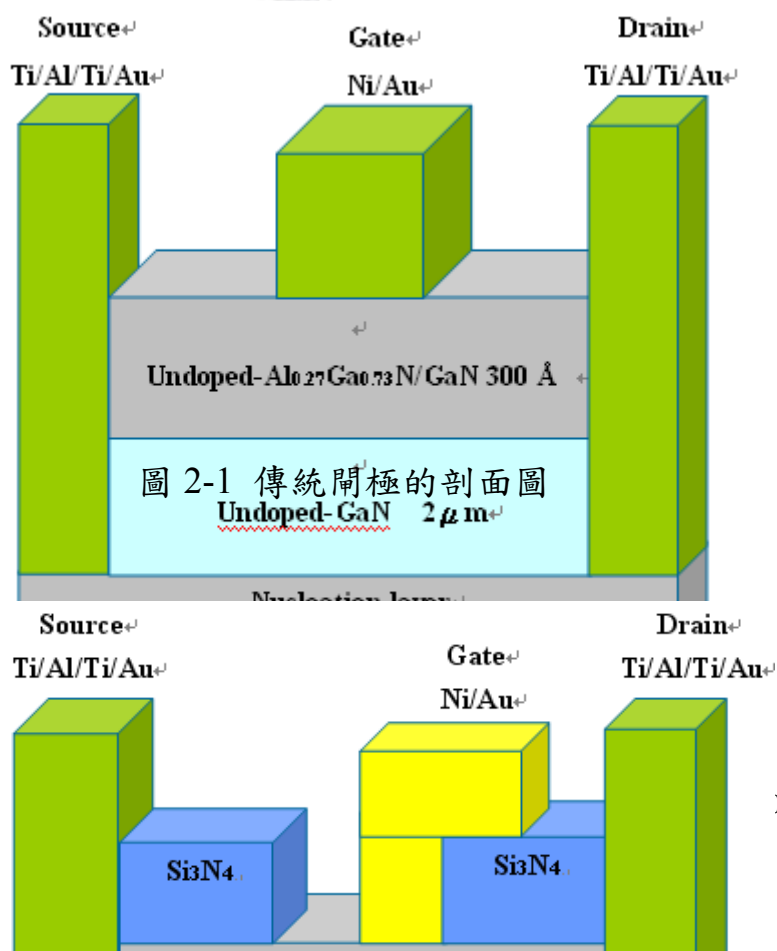 Source Gate Drain
Ti/Al/Ti/Au Ni/Au Ti/Al/Ti/Au
Undoped-Al0.27Ga0.73N/GaN 300 Å
圖 2-1 傳統閘極的剖面圖
Undoped-GaN 2μm
Nucleation layer
Source Gate Drain
Ti/Al/Ti/Au Ni/Au Ti/Al/Ti/Au
Si3N4 Si3N4